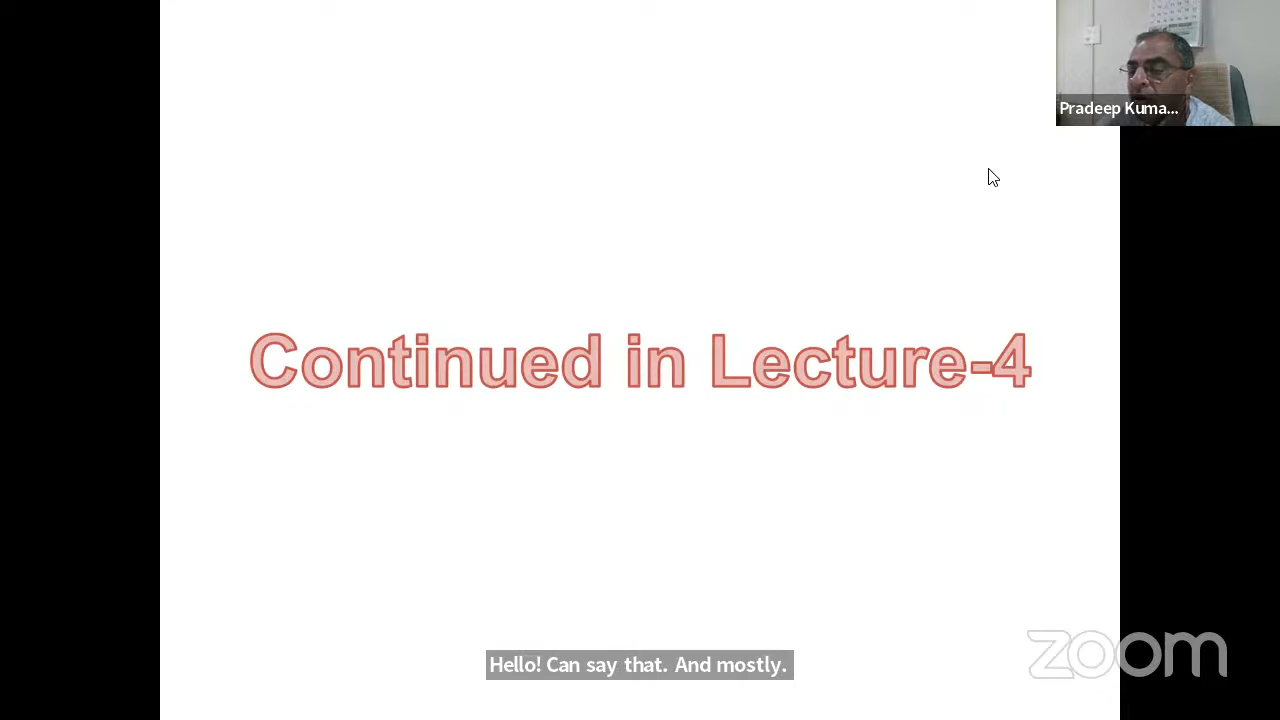 Pradeep Kuma...
Continued in Lecture-4
Hello! Can say that. And mostly.
zoom